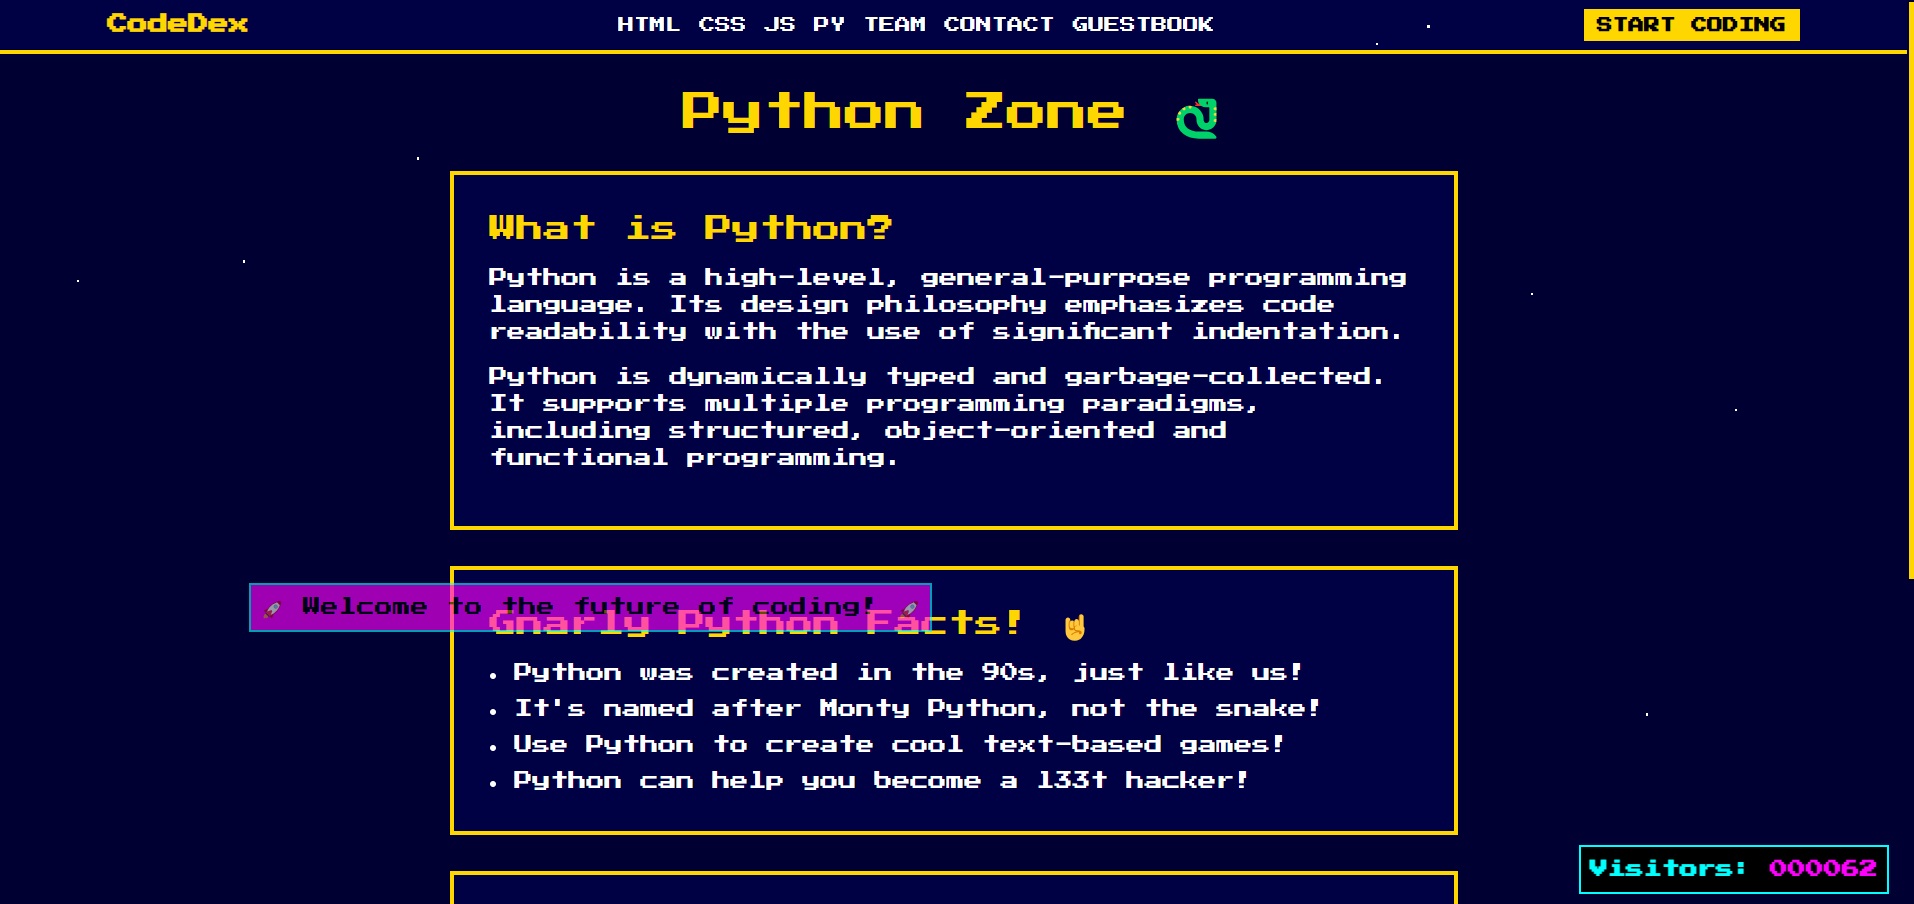 CodeDex
HTML CSS JS PY TEAM CONTACT GUESTBOOK
START CODING
Python Zone
What is Python?
Python is a high-level, general-purpose programming
language. Its design philosophy emphasizes code
readability with the use of significant indentation.
Python is dynamically typed and garbage-collected.
It supports multiple programming paradigms,
including structured, object-oriented and
functional programming.
Welcome to the future of coding!
Gnarly Python Facts!
• Python was created in the 90s, just like us!
• It's named after Monty Python, not the snake!
• Use Python to create cool text-based games!
• Python can help you become a l33t hacker!
Visitors: 000062